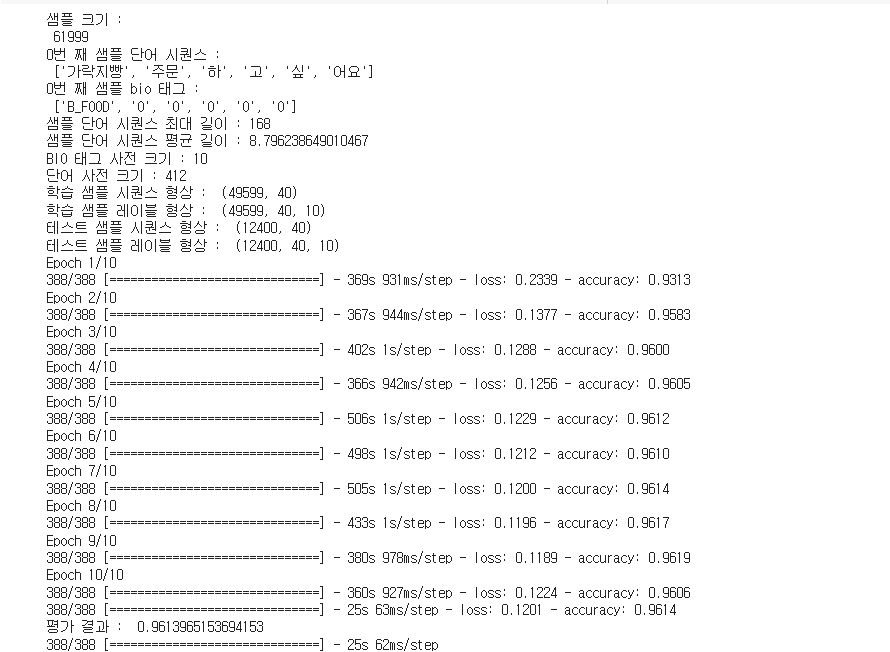 샘플 크기 :
61999
0번 째 샘플 단어 시퀀스 :
['가락지빵', '주문', '하', '고', '싶', '어요']
0번 째 샘플 bio 태그 :
['B_FOOD', 'O', 'O', 'O', 'O', 'O']
샘플 단어 시퀀스 최대 길이 : 168
샘플 단어 시퀀스 평균 길이 : 8.796238649010467
BIO 태그 사전 크기 : 10
단어 사전 크기 : 412
학습 샘플 시퀀스 형상 :  (49599, 40)
학습 샘플 레이블 형상 :  (49599, 40, 10)
테스트 샘플 시퀀스 형상 :  (12400, 40)
테스트 샘플 레이블 형상 :  (12400, 40, 10)
Epoch 1/10
388/388 [==============================] - 369s 931ms/step - loss: 0.2339 - accuracy: 0.9313
Epoch 2/10
388/388 [==============================] - 367s 944ms/step - loss: 0.1377 - accuracy: 0.9583
Epoch 3/10
388/388 [==============================] - 402s 1s/step - loss: 0.1288 - accuracy: 0.9600
Epoch 4/10
388/388 [==============================] - 366s 942ms/step - loss: 0.1256 - accuracy: 0.9605
Epoch 5/10
388/388 [==============================] - 506s 1s/step - loss: 0.1229 - accuracy: 0.9612
Epoch 6/10
388/388 [==============================] - 498s 1s/step - loss: 0.1212 - accuracy: 0.9610
Epoch 7/10
388/388 [==============================] - 505s 1s/step - loss: 0.1200 - accuracy: 0.9614
Epoch 8/10
388/388 [==============================] - 433s 1s/step - loss: 0.1196 - accuracy: 0.9617
Epoch 9/10
388/388 [==============================] - 380s 978ms/step - loss: 0.1189 - accuracy: 0.9619
Epoch 10/10
388/388 [==============================] - 360s 927ms/step - loss: 0.1224 - accuracy: 0.9606
388/388 [==============================] - 25s 63ms/step - loss: 0.1201 - accuracy: 0.9614
평가 결과 :  0.9613965153694153
388/388 [==============================] - 25s 62ms/step